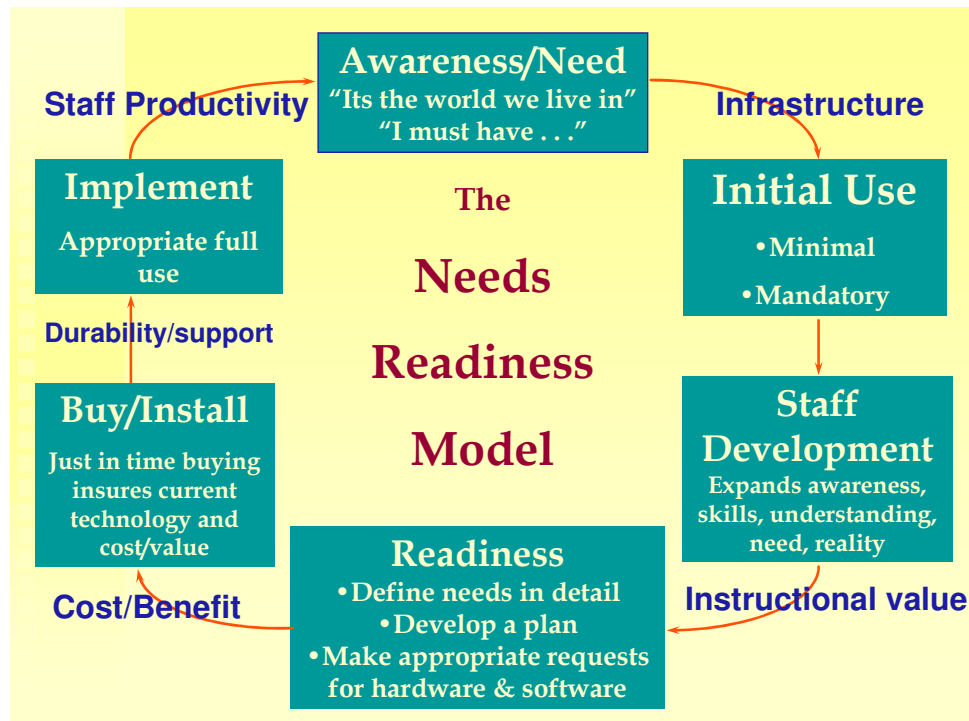 Awareness/Need
“Its the world we live in”
“I must have . . .”
Infrastructure
Initial Use
•Minimal
•Mandatory
Staff
Development
Expands awareness,
skills, understanding,
need, reality
Instructional value
Readiness
•Define needs in detail
•Develop a plan
•Make appropriate requests
for hardware & software
Cost/Benefit
Buy/Install
Just in time buying
insures current
technology and
cost/value
Durability/support
Implement
Appropriate full
use
Staff Productivity
The
Needs
Readiness
Model